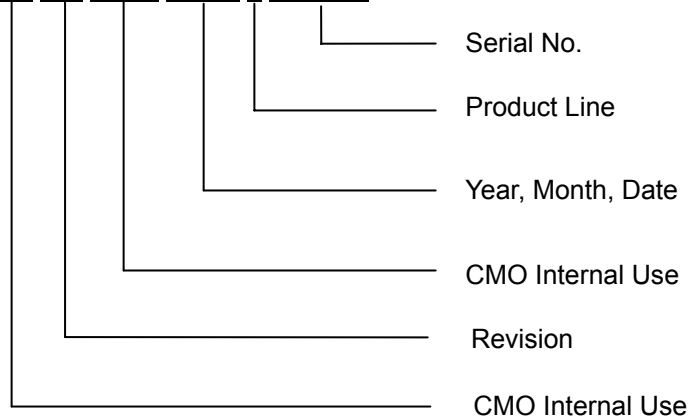 Serial No.
Product Line
Year, Month, Date
CMO Internal Use
Revision
CMO Internal Use